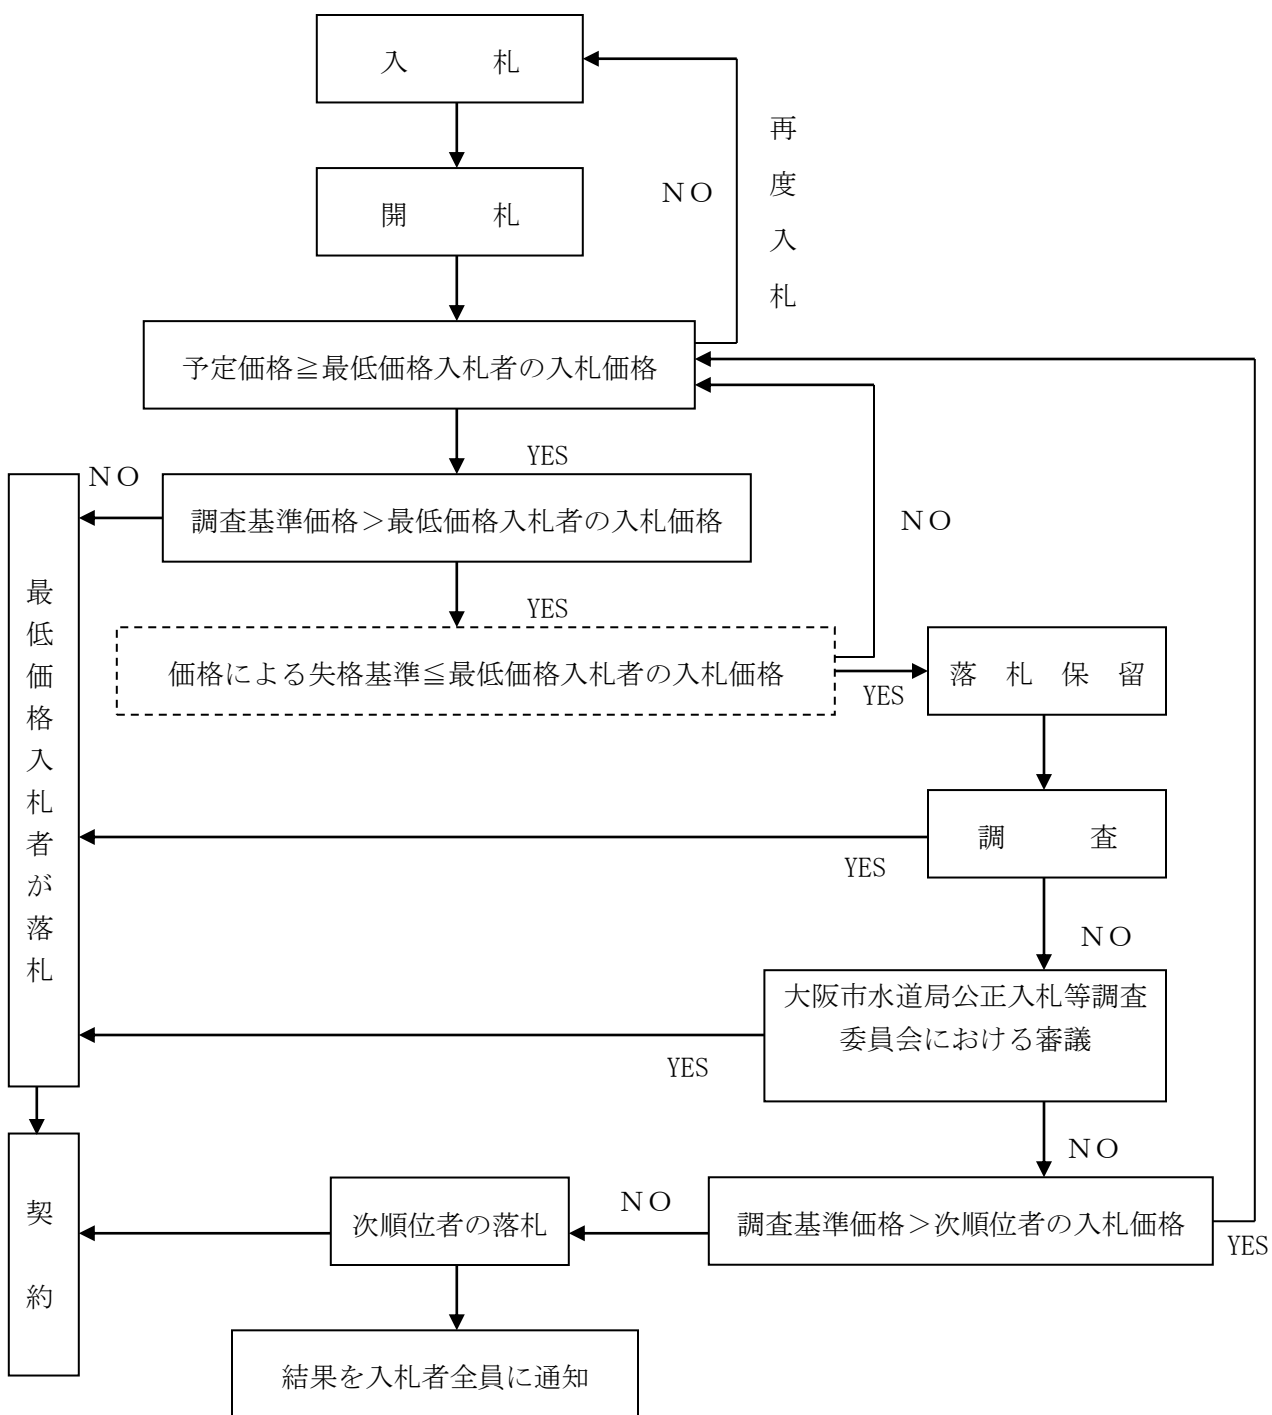 入　札
開　札
ＮＯ
再度入札
予定価格≧最低価格入札者の入札価格
YES
ＮＯ
調査基準価格＞最低価格入札者の入札価格
ＮＯ
YES
価格による失格基準≦最低価格入札者の入札価格
YES
落　札　保　留
最低価格入札者が落札
調　査
YES
ＮＯ
大阪市水道局公正入札等調査
委員会における審議
YES
ＮＯ
契約
次順位者の落札
ＮＯ
調査基準価格＞次順位者の入札価格
YES
結果を入札者全員に通知